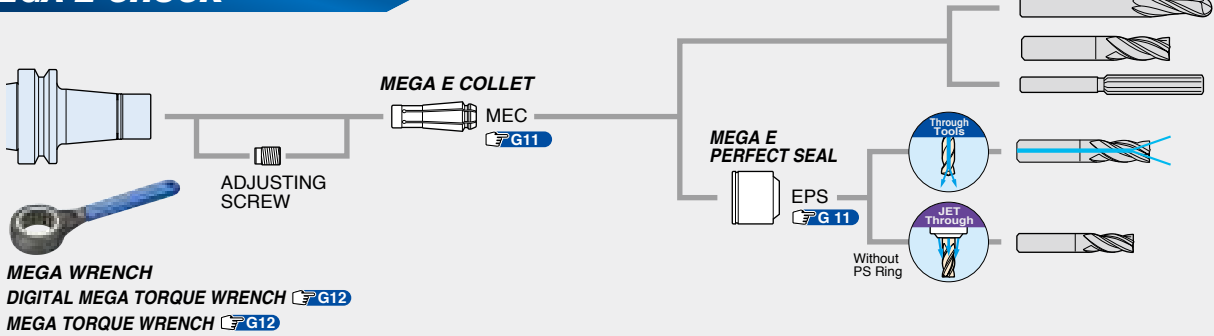 MEGA E COLLET
MEC
G11
ADJUSTING
SCREW
MEGA E
PERFECT SEAL
EPS
G 11
Through
Tools
JET
Through
Without
PS Ring
MEGA WRENCH
DIGITAL MEGA TORQUE WRENCH G12
MEGA TORQUE WRENCH G12